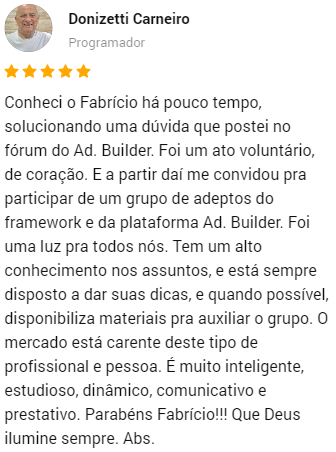 Donizetti Carneiro
Programador
Conheci o Fabrício há pouco tempo,
solucionando uma dúvida que postei no
fórum do Ad. Builder. Foi um ato voluntário,
de coração. E a partir daí me convidou pra
participar de um grupo de adeptos do
framework e da plataforma Ad. Builder. Foi
uma luz pra todos nós. Tem um alto
conhecimento nos assuntos, e está sempre
disposto a dar suas dicas, e quando possível,
disponibiliza materiais pra auxiliar o grupo. O
mercado está carente deste tipo de
profissional e pessoa. É muito inteligente,
estudioso, dinâmico, comunicativo e
prestativo. Parabéns Fabrício!!! Que Deus
ilumine sempre. Abs.